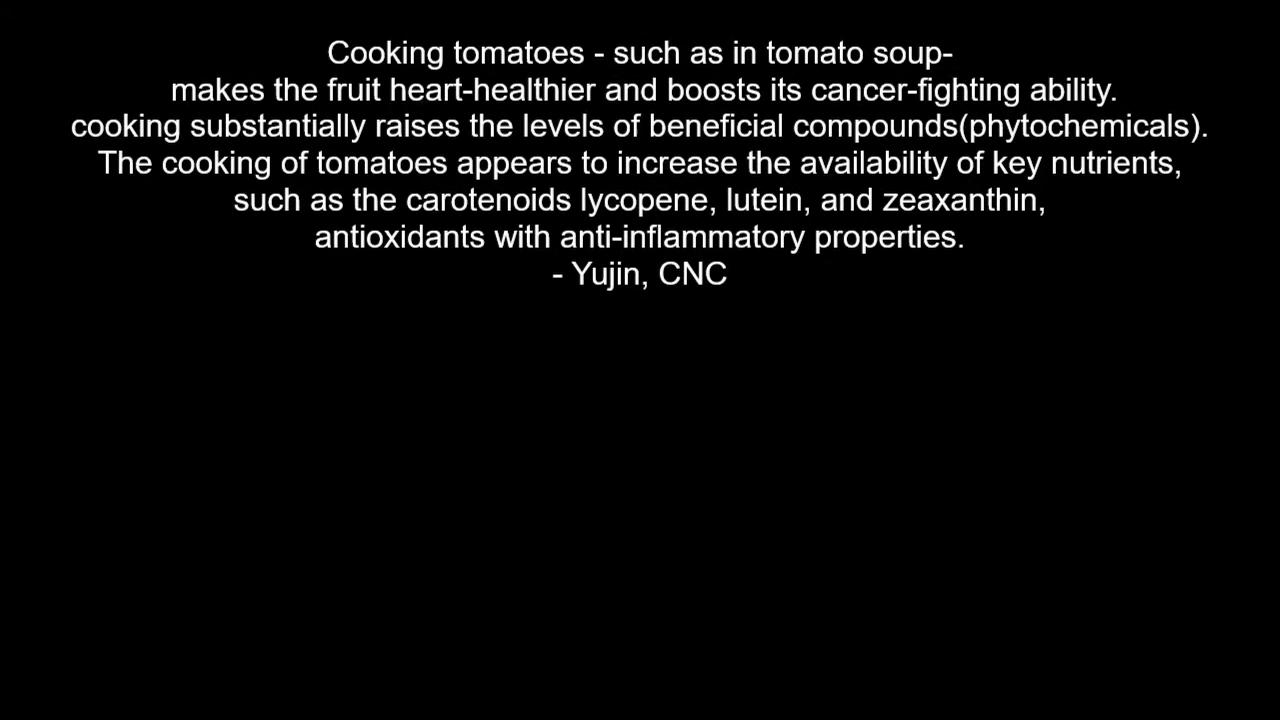 Cooking tomatoes - such as in tomato soup-
makes the fruit heart-healthier and boosts its cancer-fighting ability.
cooking substantially raises the levels of beneficial compounds(phytochemicals).
The cooking of tomatoes appears to increase the availability of key nutrients,
such as the carotenoids lycopene, lutein, and zeaxanthin,
antioxidants with anti-inflammatory properties.
- Yujin, CNC